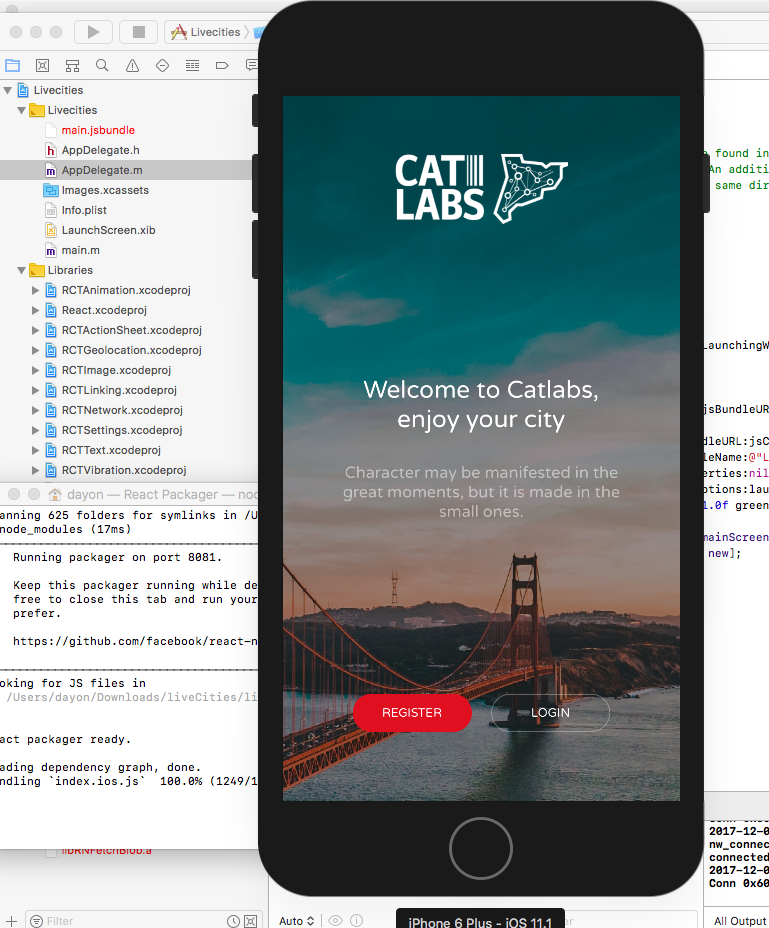 Livecities
Livecities
Livecities
main.jsbundle
AppDelegate.h
AppDelegate.m
Images.xcassets
Info.plist
LaunchScreen.xib
main.m
Libraries
RCTAnimation.xcodeproj
React.xcodeproj
RCTActionSheet.xcodeproj
RCTGeolocation.xcodeproj
RCTImage.xcodeproj
RCTLinking.xcodeproj
RCTNetwork.xcodeproj
RCTSettings.xcodeproj
RCTText.xcodeproj
RCTVibration.xcodeproj
dayon — React Packager — nod
anning 625 folders for symlinks in /U
node_modules (17ms)
Running packager on port 8081.
Keep this packager running while de
free to close this tab and run your
prefer.
https://github.com/facebook/react-n
oking for JS files in
/Users/dayon/Downloads/liveCities/li
act packager ready.
ading dependency graph, done.
ndling `index.ios.js` 100.0% (1249/1
libRNFetchBlob.a
Filter
CAT
LABS
Welcome to Catlabs,
enjoy your city
Character may be manifested in the
great moments, but it is made in the
small ones.
REGISTER
LOGIN
iPhone 6 Plus - iOS 11.1
Auto
found in
An additi
same dir
LaunchingW
jsBundleUR
dleURL:jsC
leName:@"L
erties:nil
ptions:lau
1.0f green
mainScreen
new];
2017-12-0
nw_connec
connected
2017-12-0
Conn 0x60
All Output